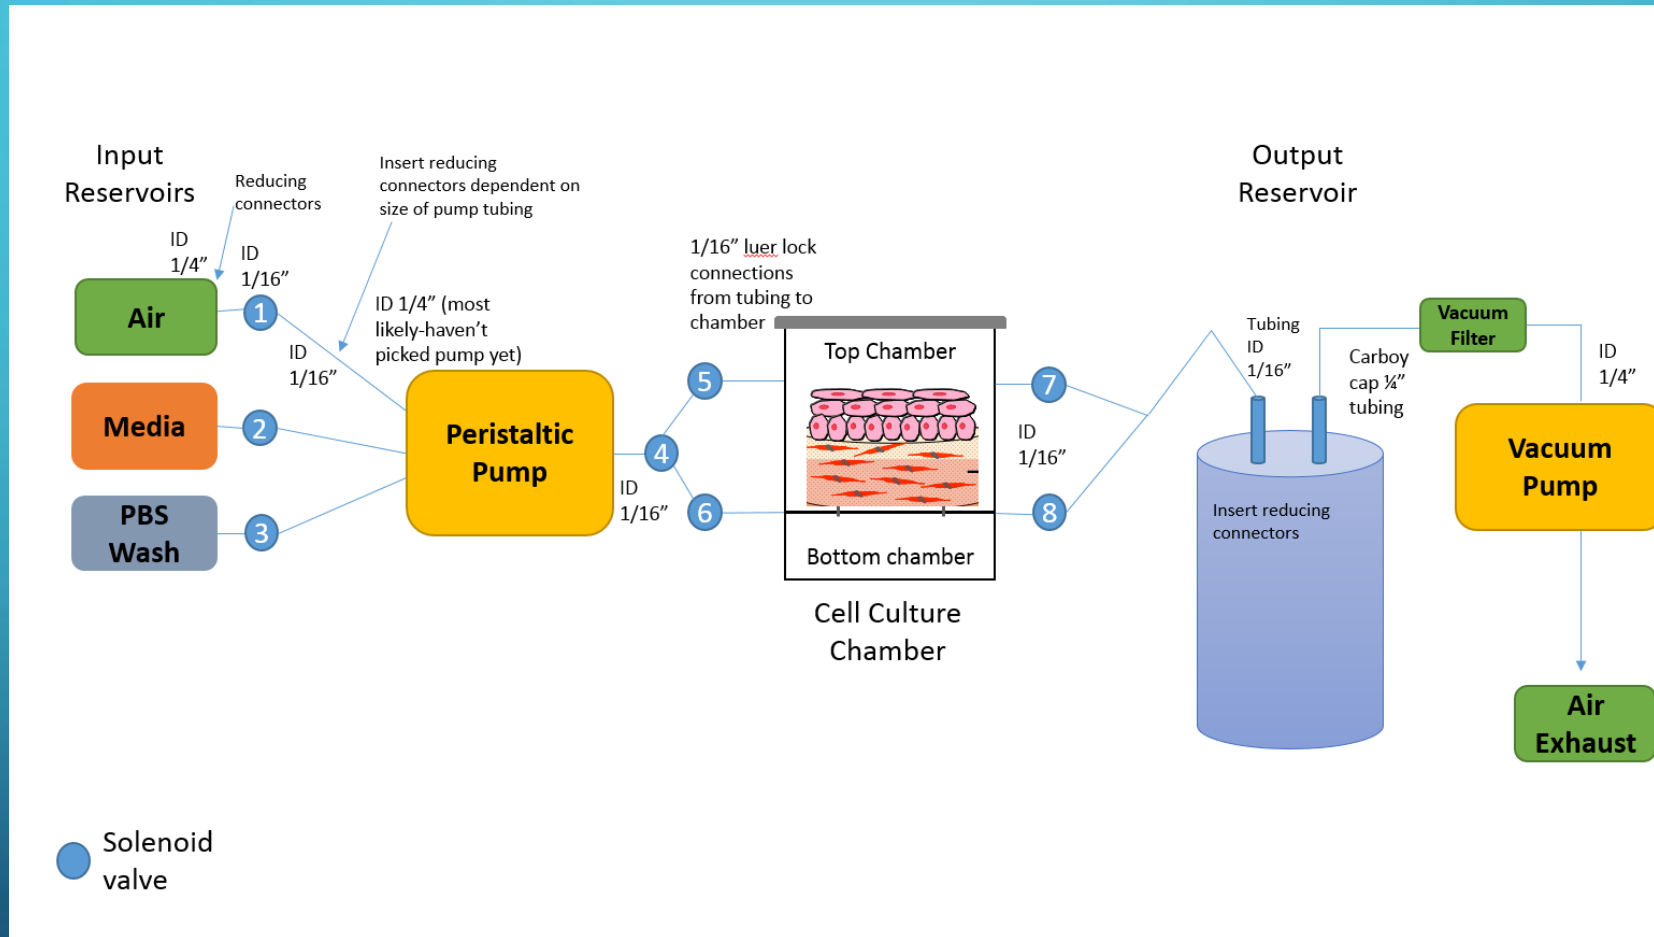 Input
Reservoirs
Reducing
connectors
Insert reducing
connectors dependent on
size of pump tubing
ID
1/4”
ID
1/16”
Air
1
ID
1/16”
ID 1/4” (most
likely-haven’t
picked pump yet)
Media
2
PBS
Wash
3
Peristaltic
Pump
4
ID
1/16”
1/16” luer lock
connections
from tubing to
chamber
5
6
Top Chamber
Bottom chamber
Cell Culture
Chamber
7
ID
1/16”
8
Output
Reservoir
Tubing
ID
1/16”
Carboy
cap ¼”
tubing
Insert reducing
connectors
Vacuum
Filter
ID
1/4”
Vacuum
Pump
Air
Exhaust
Solenoid
valve